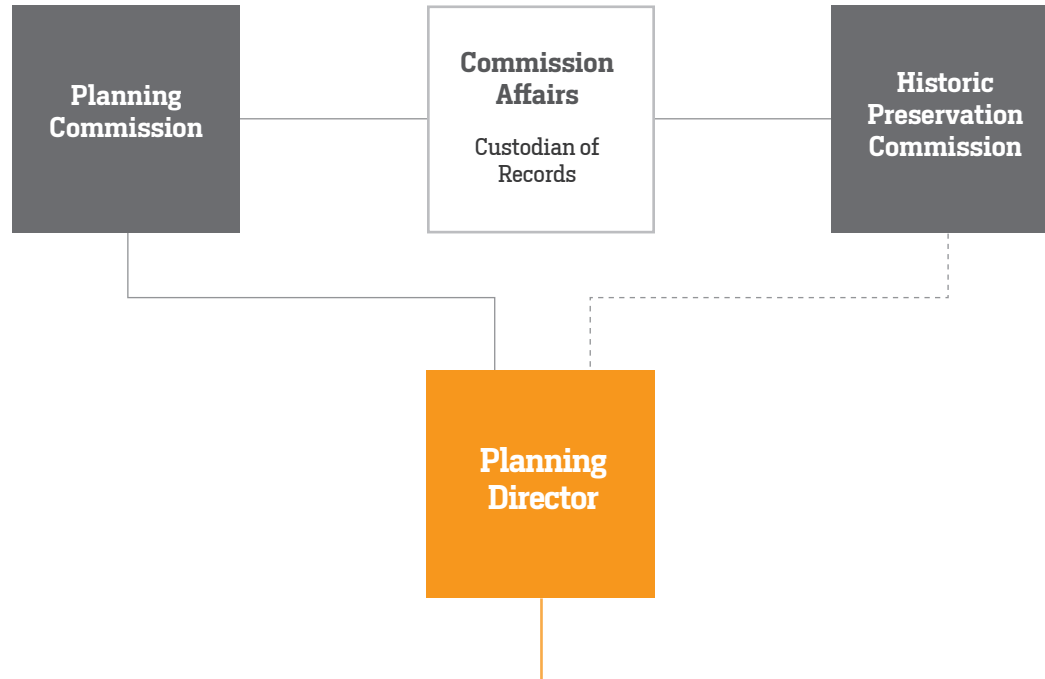 Planning
Commission
Commission
Affairs
Custodian of
Records
Historic
Preservation
Commission
Planning
Director